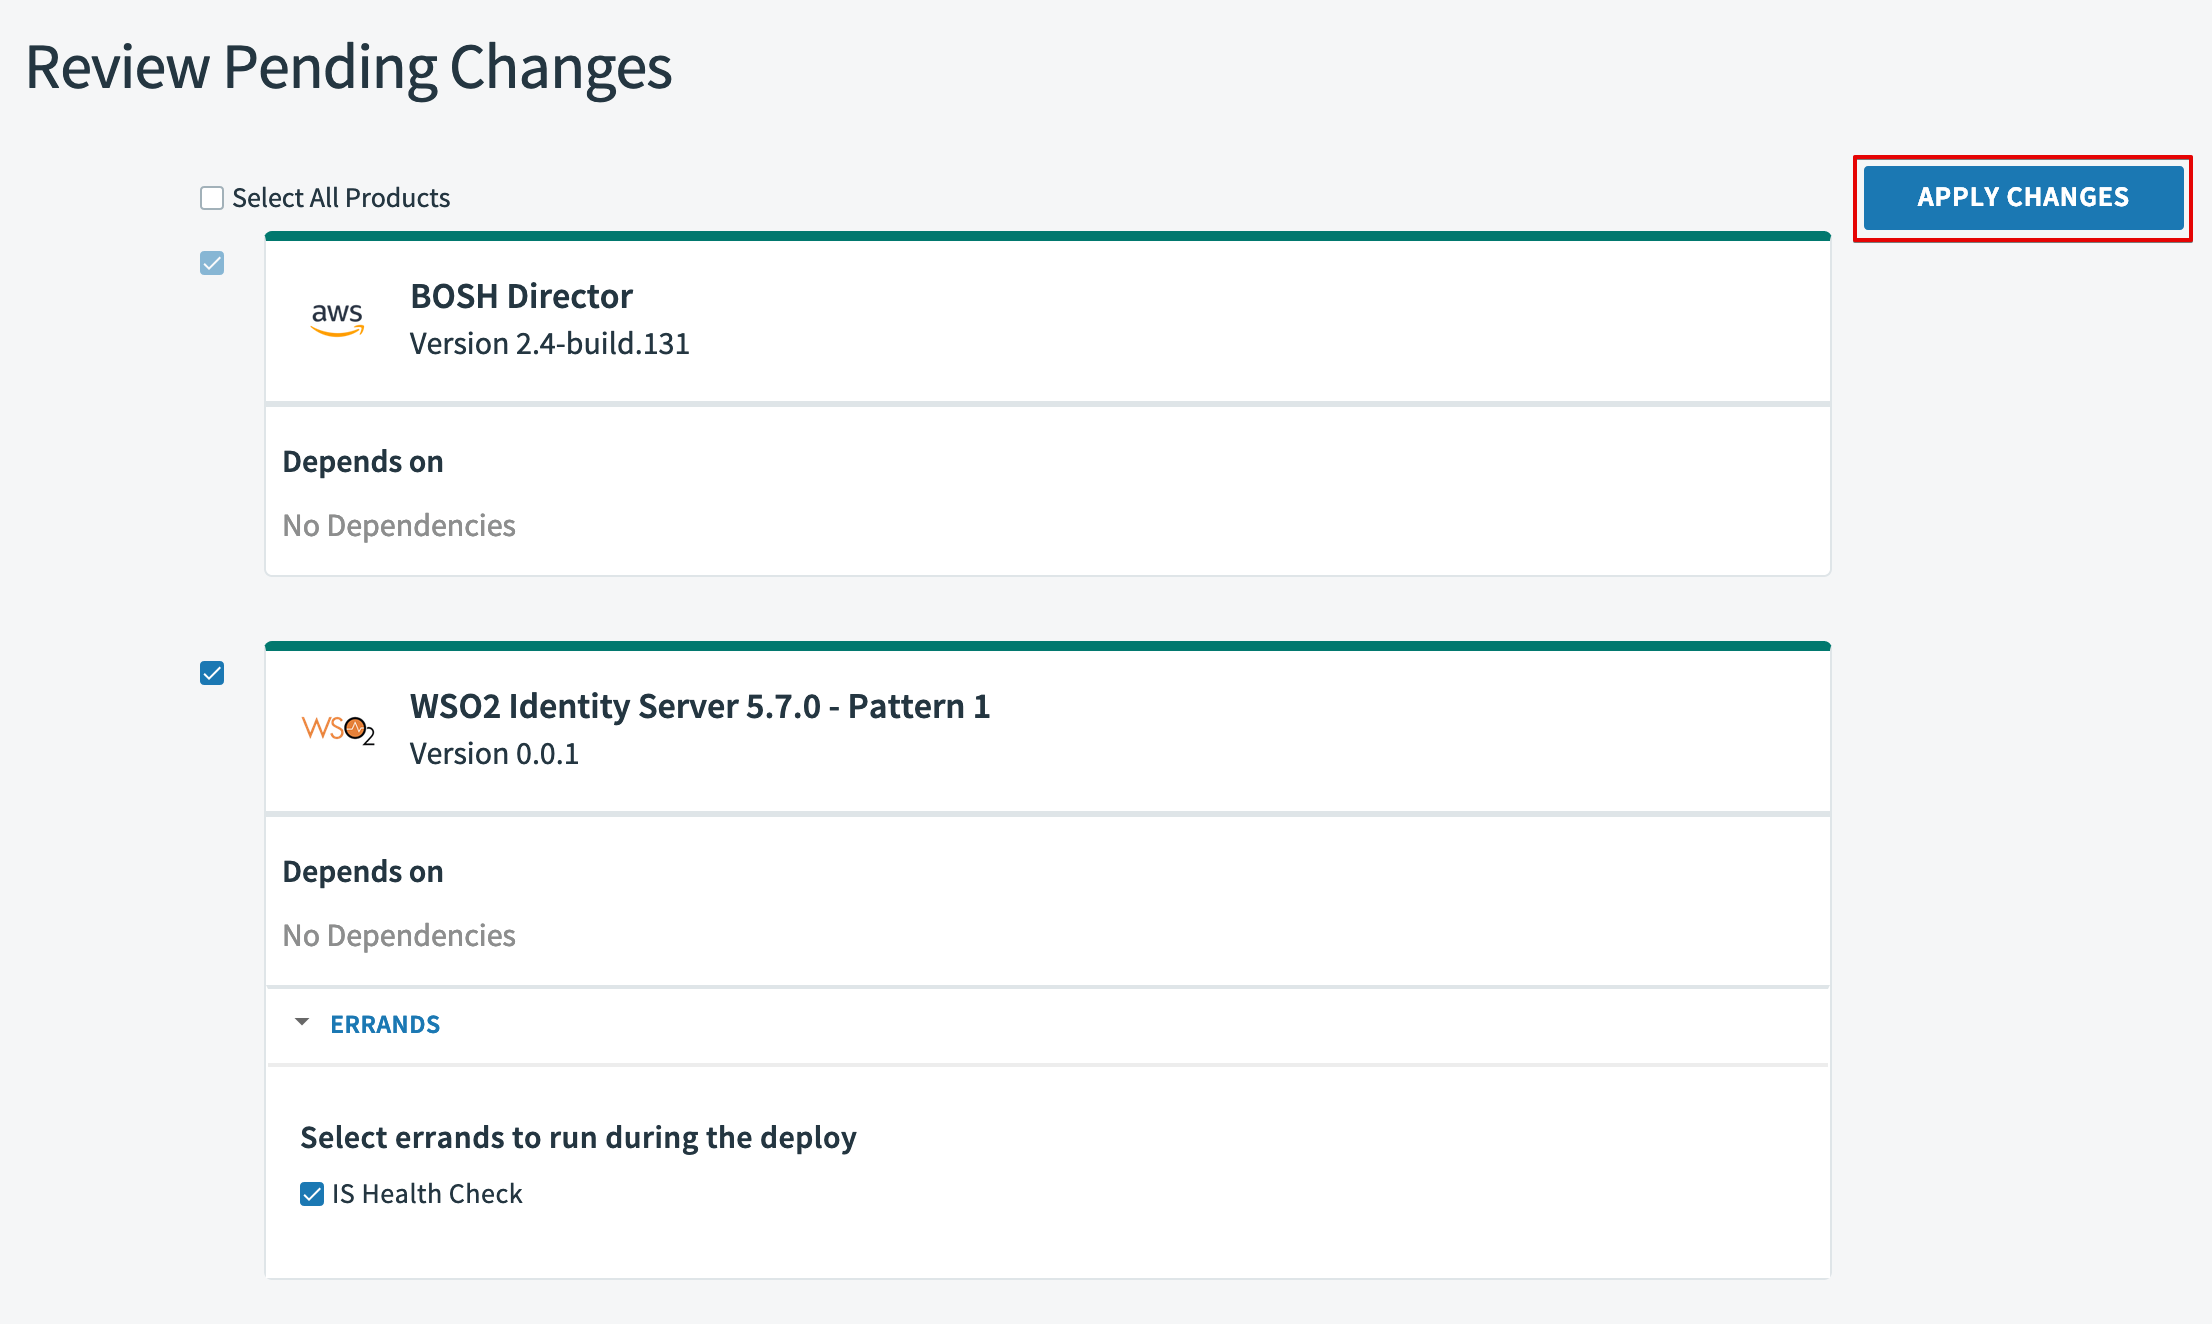 Review Pending Changes
Select All Products
APPLY CHANGES
aws
BOSH Director
Version 2.4-build.131
Depends on
No Dependencies
WSO2
WSO2 Identity Server 5.7.0 - Pattern 1
Version 0.0.1
Depends on
No Dependencies
ERRANDS
Select errands to run during the deploy
IS Health Check